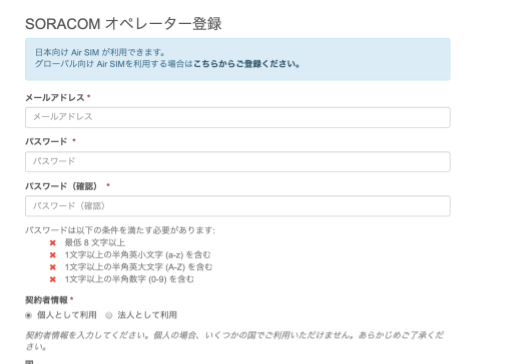 SORACOM オペレーター登録
日本向け Air SIM が利用できます。
グローバル向け Air SIMを利用する場合はこちらからご登録ください。
メールアドレス *
メールアドレス
パスワード *
パスワード
パスワード（確認） *
パスワード（確認）
パスワードは以下の条件を満たす必要があります:
最低 8 文字以上
1文字以上の半角英小文字 (a-z) を含む
1文字以上の半角英大文字 (A-Z) を含む
1文字以上の半角数字 (0-9) を含む
契約者情報 *
個人として利用 法人として利用
契約者情報を入力してください。個人の場合、いくつかの国でご利用いただけません。あらかじめご了承くだ
さい。
国